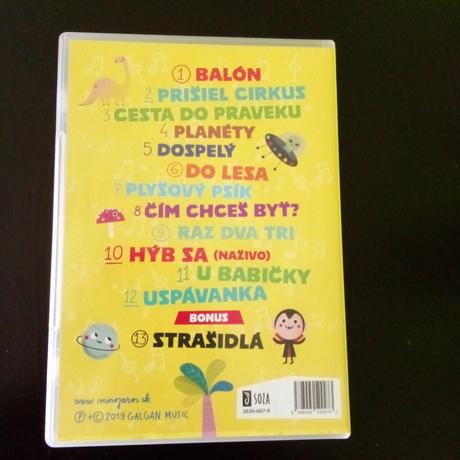 1 BALÓN
2 PRIŠIEL CIRKUS
3 CESTA DO PRAVEKU
4 PLANÉTY
5 DOSPELÝ
6 DO LESA
7 PLYŠOVÝ PSÍK
8 ČÍM CHCEŠ BYŤ?
9 RAZ DVA TRI
10 HÝB SA (NAŽIVO)
11 U BABIČKY
12 USPÁVANKA
BONUS
13 STRAŠIDLÁ
www.mirojaros.sk
Ⓟ+© 2019 GALGAN MUSIC
SOZA
2630-007-9